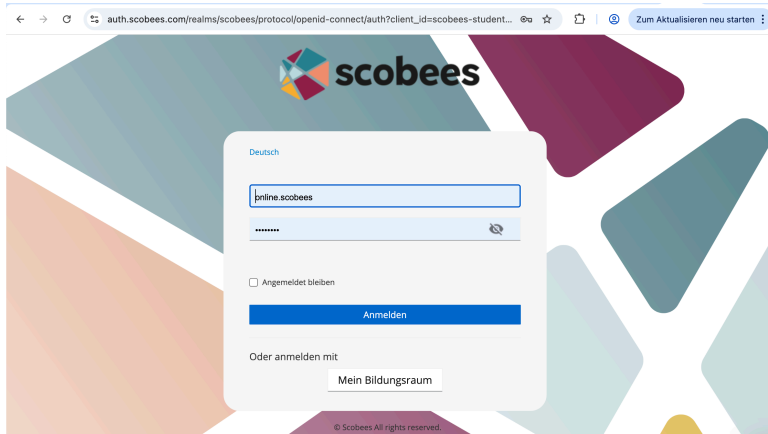 auth.scobees.com/realms/scobees/protocol/openid-connect/auth?client_id=scobees-student...
Zum Aktualisieren neu starten
scobees
Deutsch
online.scobees
••••••••
Angemeldet bleiben
Anmelden
Oder anmelden mit
Mein Bildungsraum
© Scobees All rights reserved.